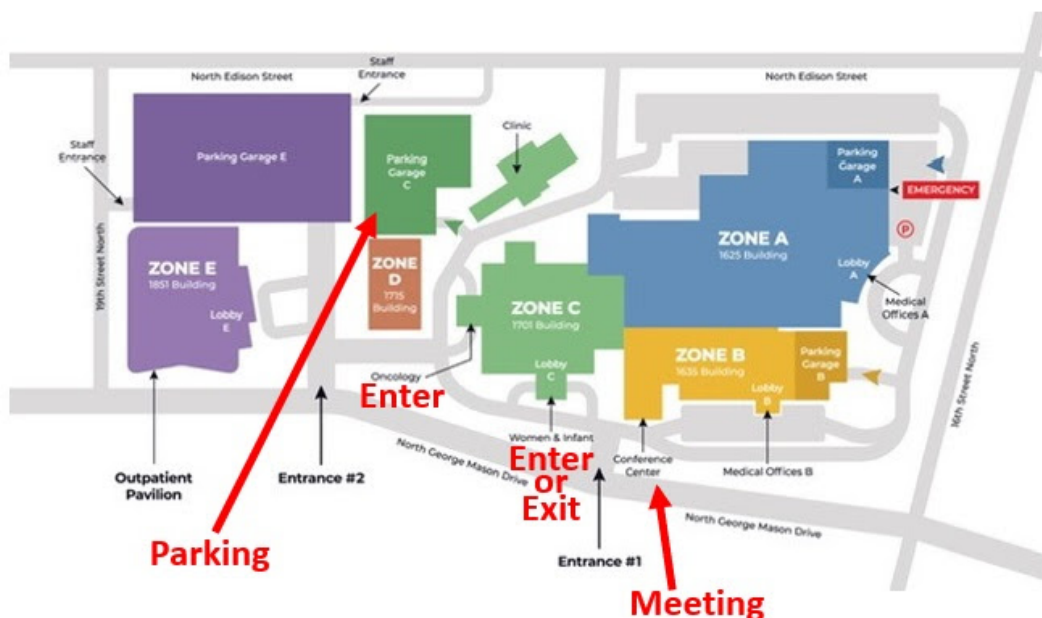 North Edison Street
Staff
Entrance
North Edison Street
Clinic
Parking Garage E
Parking
Garage
C
Parking
Garage
A
EMERGENCY
Staff
Entrance
P
ZONE A
1625 Building
Lobby
A
Medical
Offices A
ZONE E
1851 Building
Lobby
E
ZONE
D
1715
Building
ZONE C
1701 Building
Lobby
C
ZONE B
1635 Building
Lobby
B
Parking
Garage
B
19th Street North
16th Street North
Oncology
Enter
Women & Infant
Enter
or
Exit
Conference
Center
Medical Offices B
North George Mason Drive
North George Mason Drive
Outpatient
Pavilion
Entrance #2
Entrance #1
Parking
Meeting